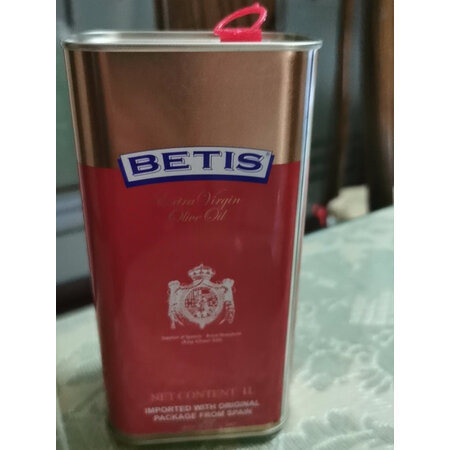 BETIS
Extra Virgin
Olive Oil
NET CONTENT 1L
IMPORTED WITH ORIGINAL
PACKAGE FROM SPAIN